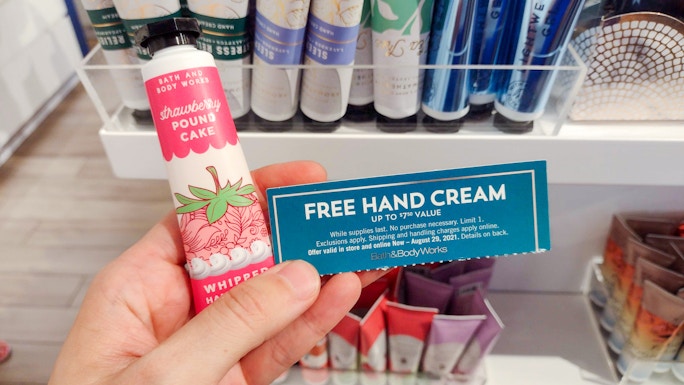 BATH AND
BODY WORKS
strawberry
POUND
CAKE
WHIPPED
FREE HAND CREAM
UP TO $7.50 VALUE
While supplies last. No purchase necessary. Limit 1.
Exclusions apply. Shipping and handling charges apply online.
Offer valid in store and online Now – August 29, 2021. Details on back.
Bath&BodyWorks